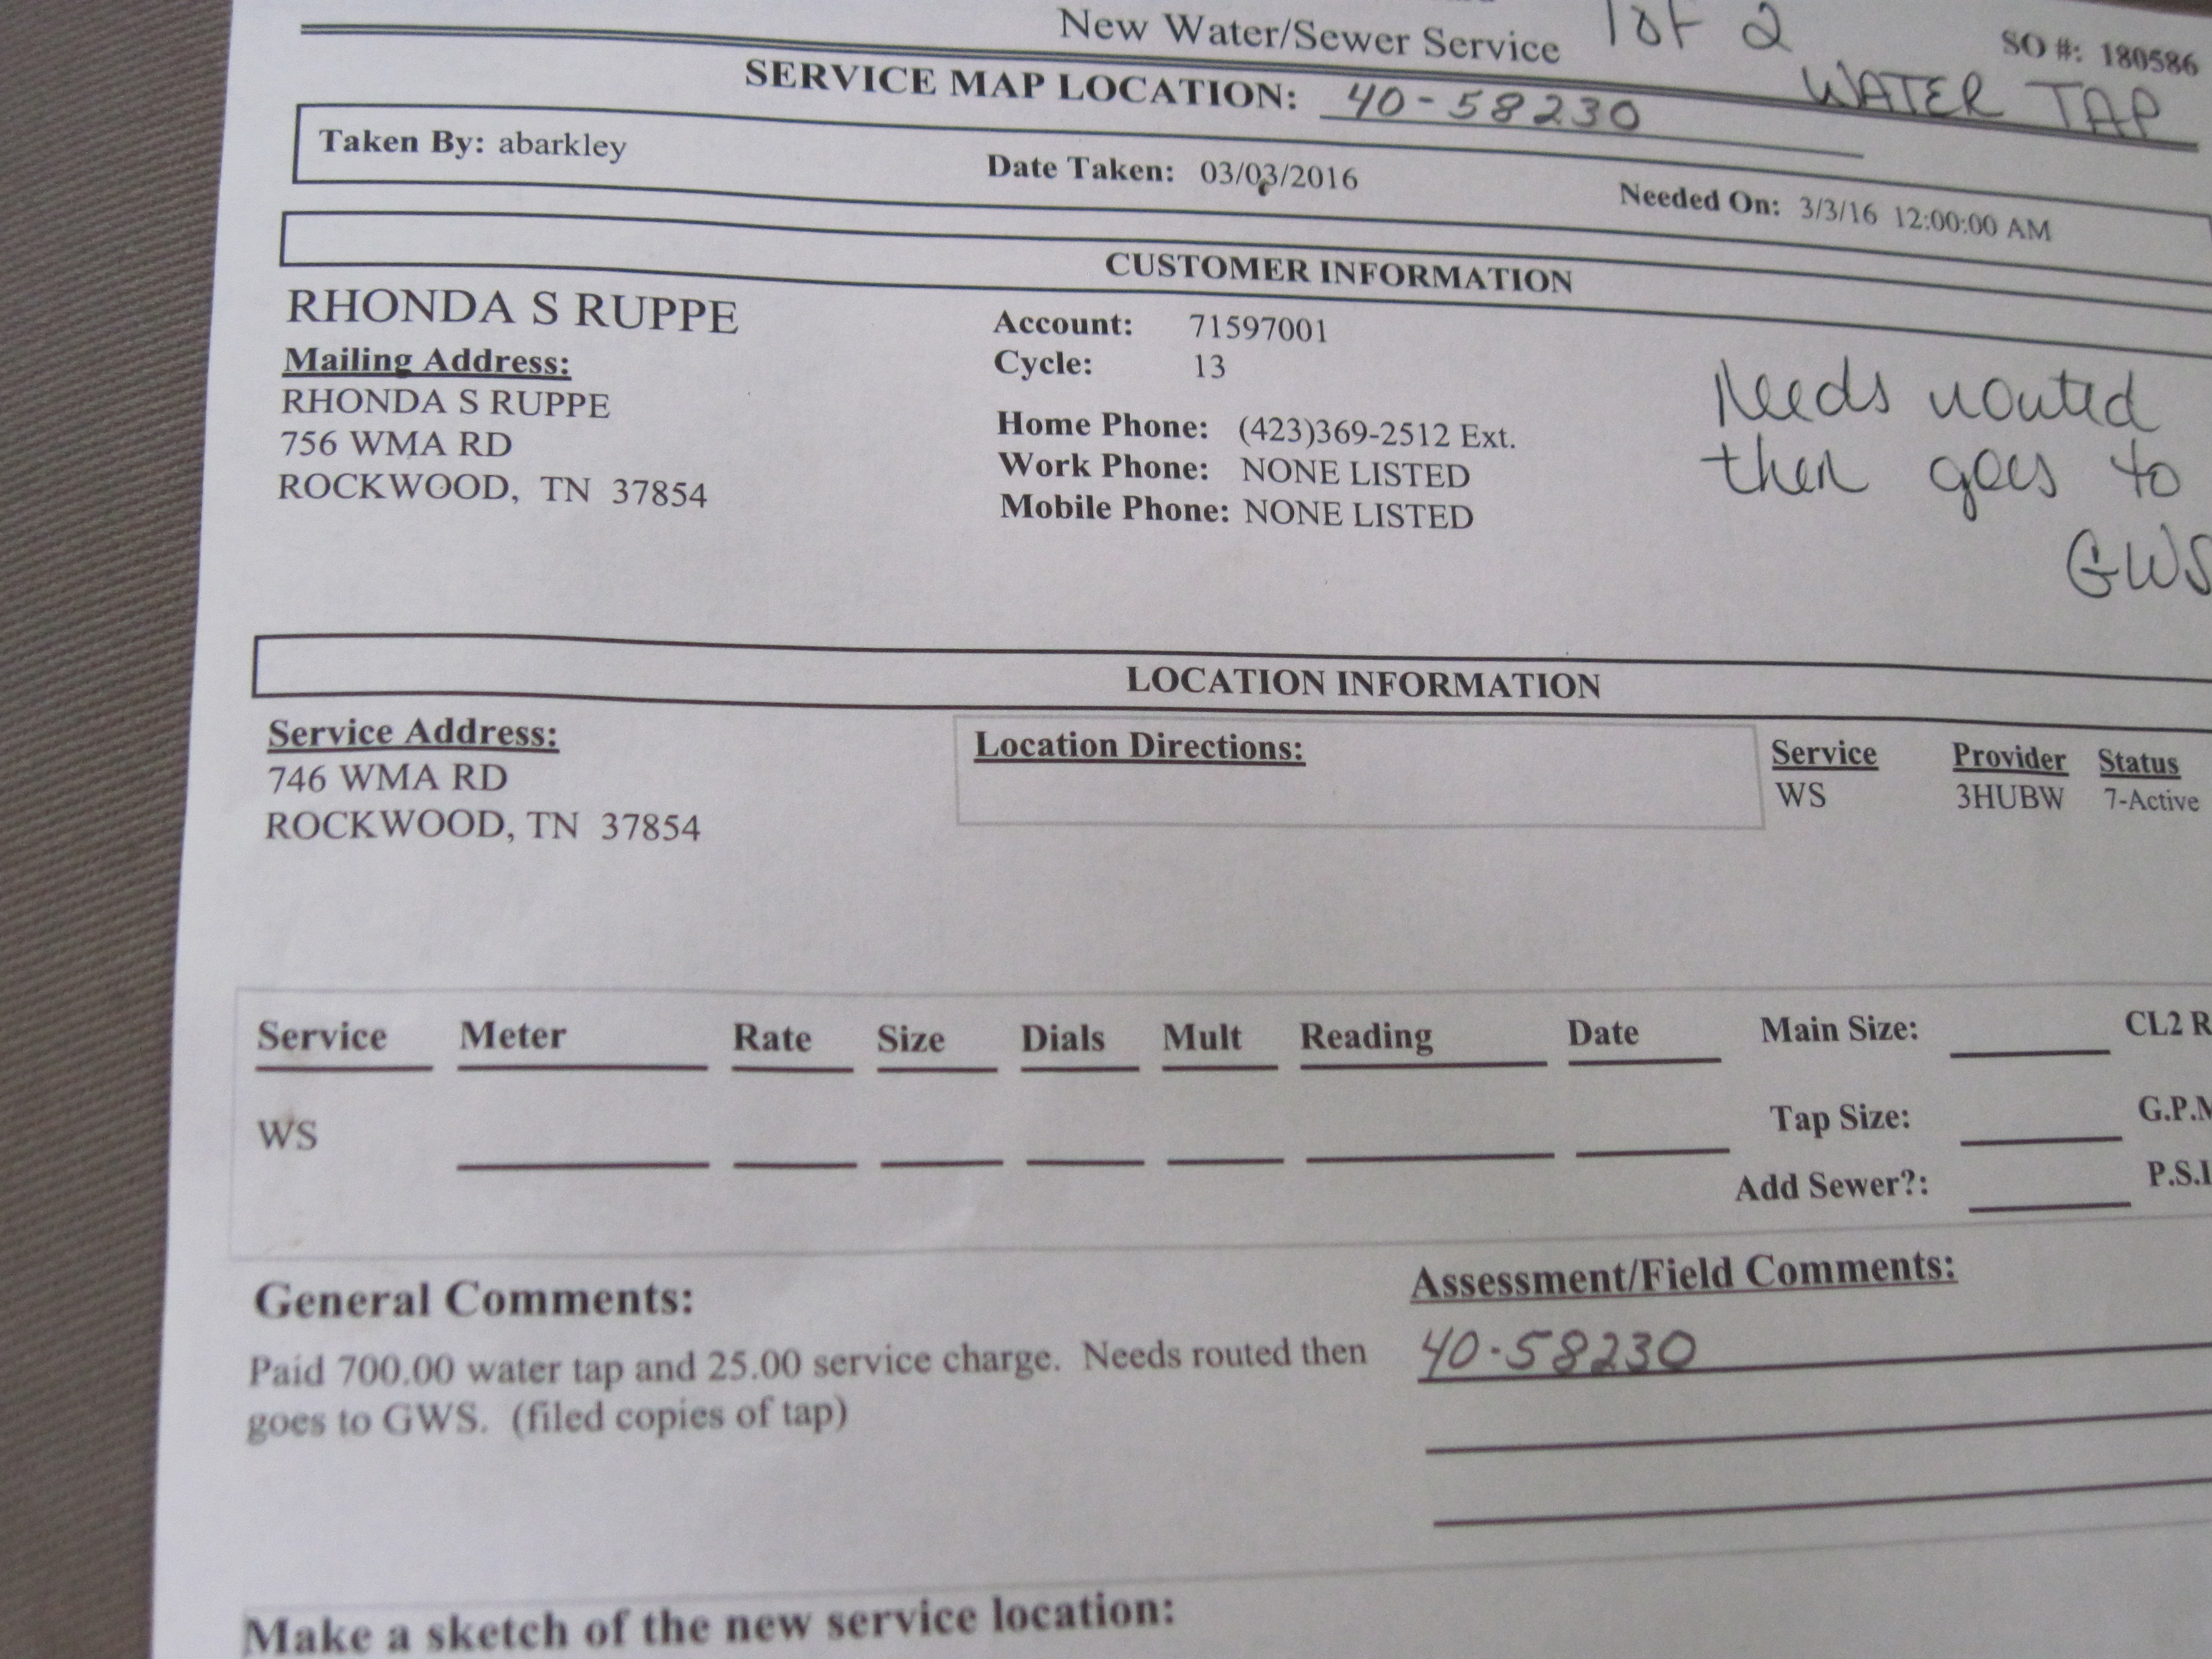 New Water/Sewer Service 1 of 2 SO #: 180586
SERVICE MAP LOCATION: 40-58230 WATER TAP
Taken By: abarkley Date Taken: 03/03/2016 Needed On: 3/3/16 12:00:00 AM
CUSTOMER INFORMATION
RHONDA S RUPPE
Mailing Address:
RHONDA S RUPPE
756 WMA RD
ROCKWOOD, TN 37854
Account: 71597001
Cycle: 13
Home Phone: (423)369-2512 Ext.
Work Phone: NONE LISTED
Mobile Phone: NONE LISTED
Needs routed
then goes to
GWS
LOCATION INFORMATION
Service Address:
746 WMA RD
ROCKWOOD, TN 37854
Location Directions:
Service Provider Status
WS 3HUBW 7-Active
Service Meter Rate Size Dials Mult Reading Date
WS
Main Size: CL2 R
Tap Size: G.P.M
Add Sewer?: P.S.I
General Comments:
Paid 700.00 water tap and 25.00 service charge. Needs routed then
goes to GWS. (filed copies of tap)
Assessment/Field Comments:
40-58230
Make a sketch of the new service location: